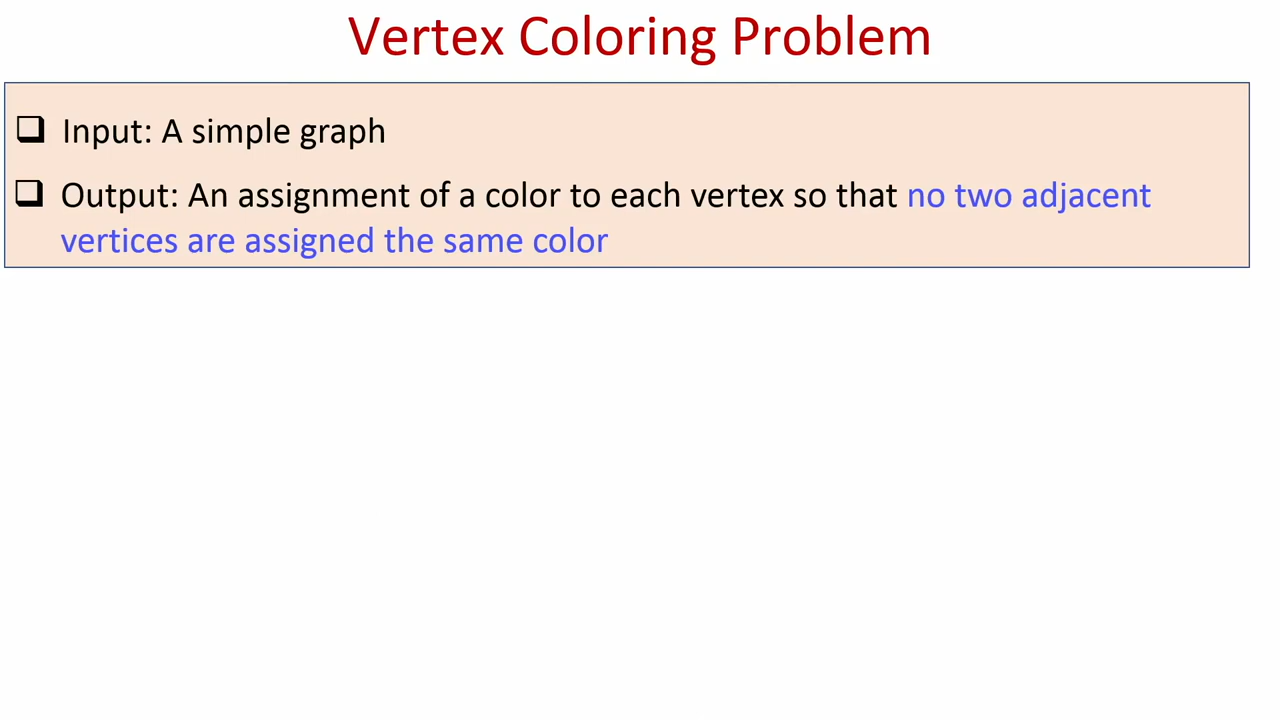 Vertex Coloring Problem
❑ Input: A simple graph
❑ Output: An assignment of a color to each vertex so that no two adjacent
vertices are assigned the same color